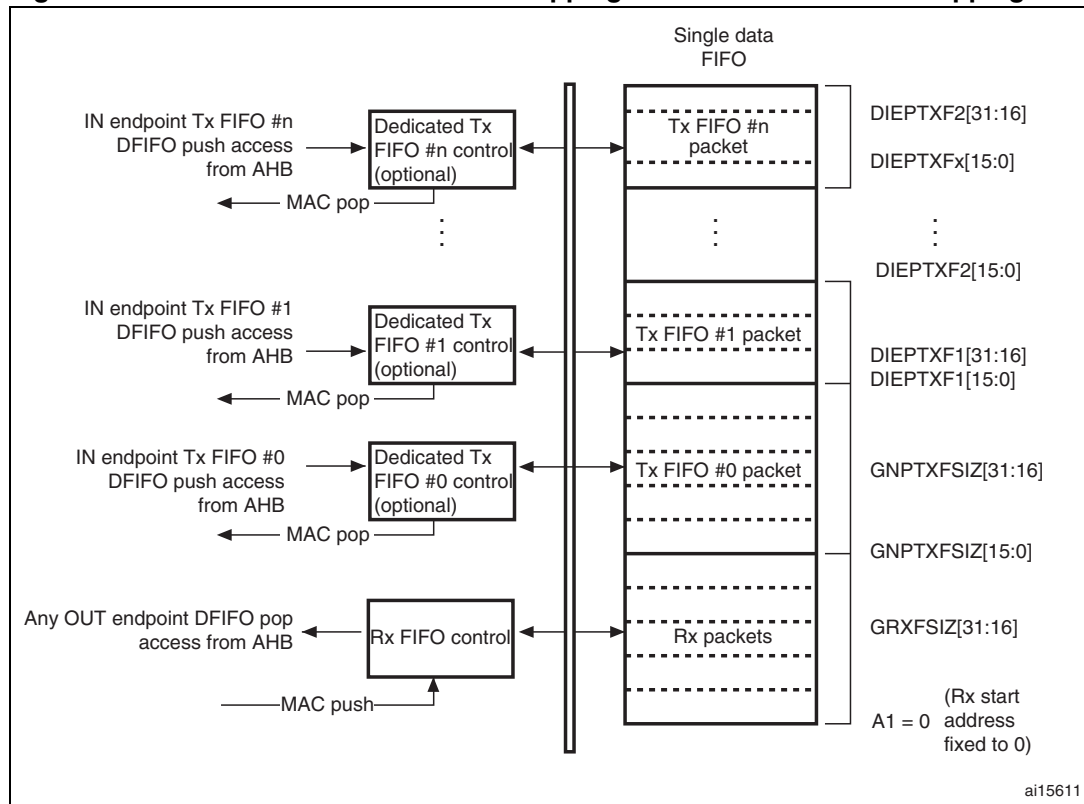 Single data
FIFO
IN endpoint Tx FIFO #n
DFIFO push access
from AHB
Dedicated Tx
FIFO #n control
(optional)
MAC pop
Tx FIFO #n
packet
DIEPTXF2[31:16]
DIEPTXFx[15:0]
DIEPTXF2[15:0]
IN endpoint Tx FIFO #1
DFIFO push access
from AHB
Dedicated Tx
FIFO #1 control
(optional)
MAC pop
Tx FIFO #1 packet
DIEPTXF1[31:16]
DIEPTXF1[15:0]
IN endpoint Tx FIFO #0
DFIFO push access
from AHB
Dedicated Tx
FIFO #0 control
(optional)
MAC pop
Tx FIFO #0 packet
GNPTXFSIZ[31:16]
GNPTXFSIZ[15:0]
Any OUT endpoint DFIFO pop
access from AHB
Rx FIFO control
MAC push
Rx packets
GRXFSIZ[31:16]
A1 = 0
(Rx start
address
fixed to 0)
ai15611